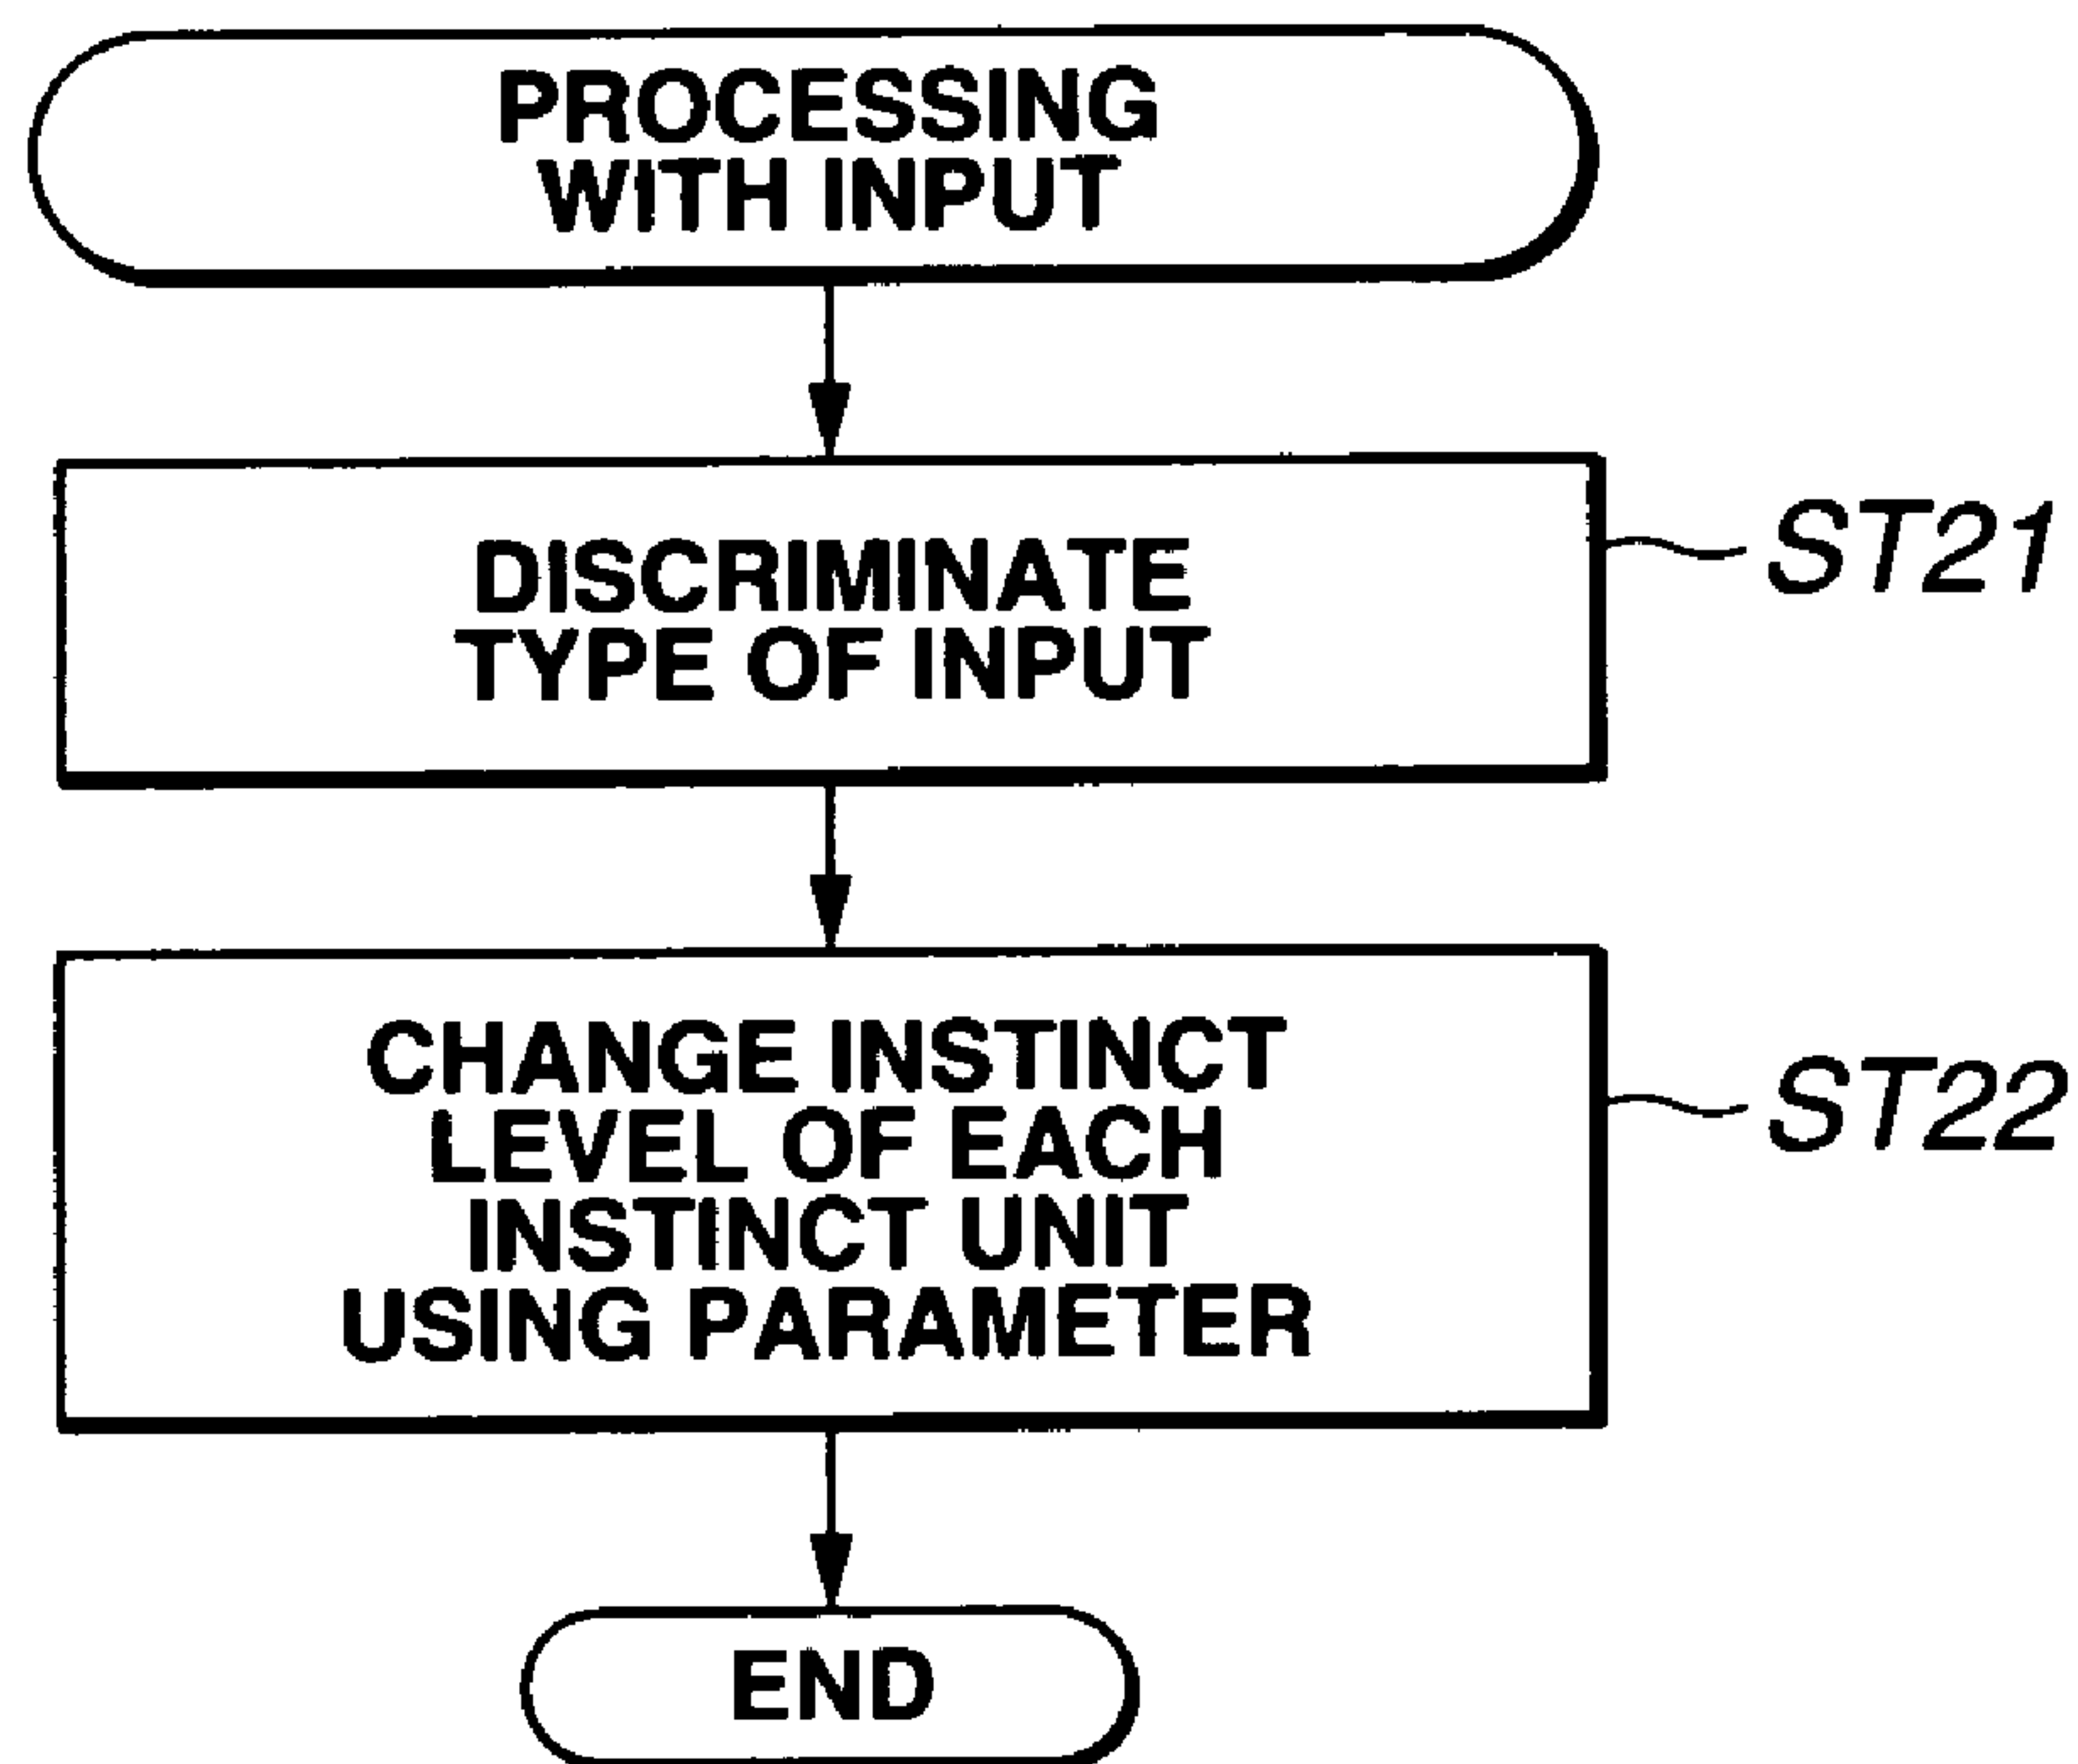 PROCESSING
WITH INPUT
DISCRIMINATE
TYPE OF INPUT
ST21
CHANGE INSTINCT
LEVEL OF EACH
INSTINCT UNIT
USING PARAMETER
ST22
END